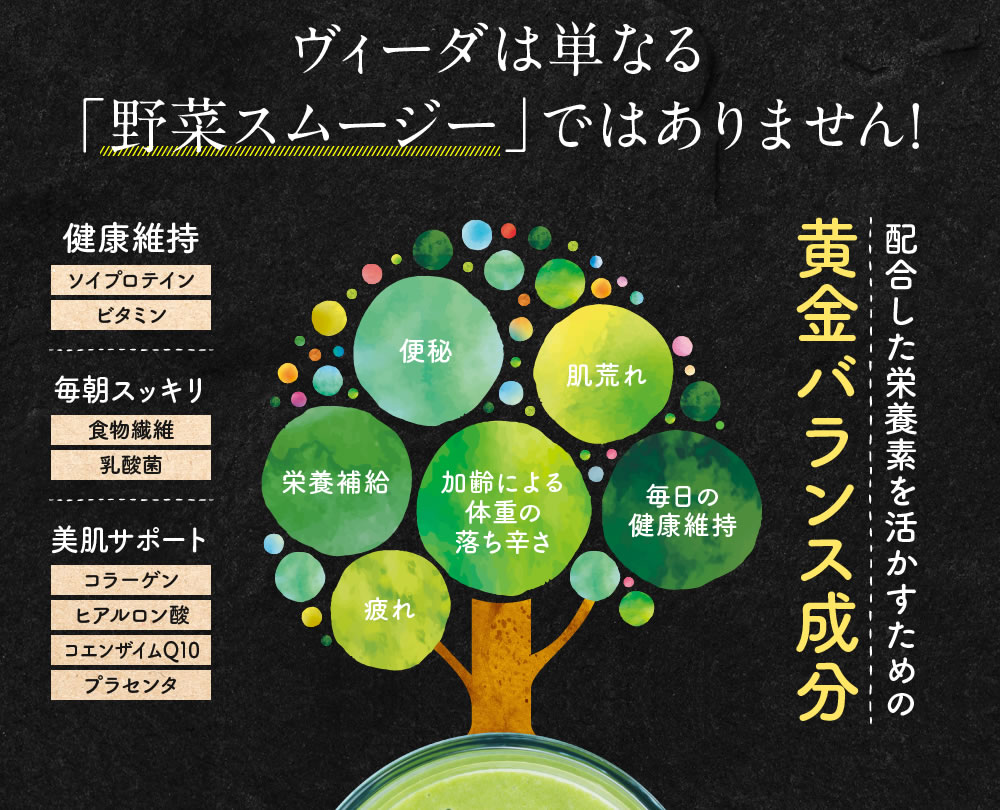 ヴィーダは単なる
「野菜スムージー」ではありません!
健康維持
ソイプロテイン
ビタミン
毎朝スッキリ
食物繊維
乳酸菌
美肌サポート
コラーゲン
ヒアルロン酸
コエンザイムQ10
プラセンタ
便秘
肌荒れ
栄養補給
加齢による
体重の
落ち辛さ
毎日の
健康維持
疲れ
配合した栄養素を活かすための
黄金バランス成分